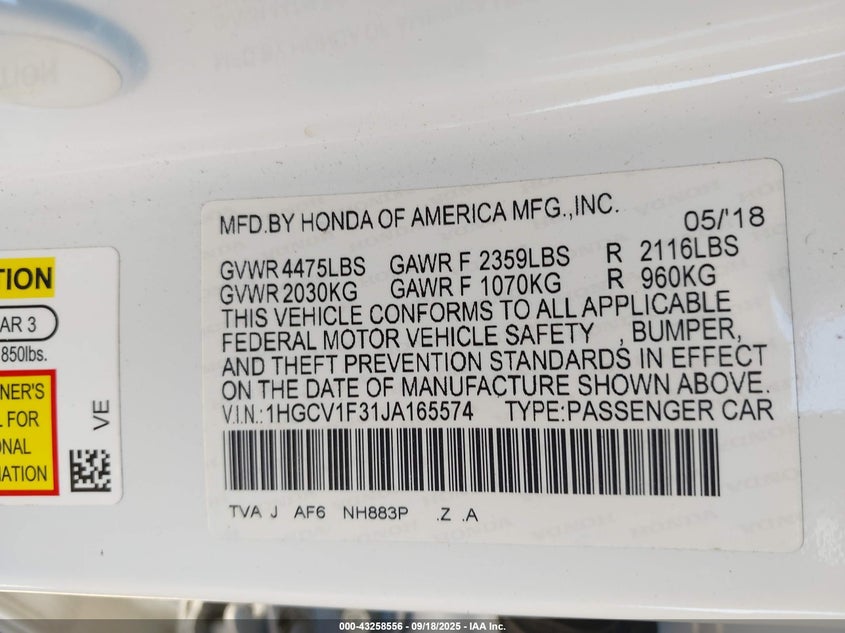 MFD.BY HONDA OF AMERICA MFG.,INC. 05/'18
GVWR 4475LBS GAWR F 2359LBS R 2116LBS
GVWR 2030KG GAWR F 1070KG R 960KG
THIS VEHICLE CONFORMS TO ALL APPLICABLE
FEDERAL MOTOR VEHICLE SAFETY , BUMPER,
AND THEFT PREVENTION STANDARDS IN EFFECT
ON THE DATE OF MANUFACTURE SHOWN ABOVE.
V.I.N.:1HGCV1F31JA165574 TYPE:PASSENGER CAR
TVA J AF6 NH883P .Z .A
TION
AR 3
850lbs.
NER'S
L FOR
ONAL
MATION
VE
000-43258556 - 09/18/2025 - IAA Inc.